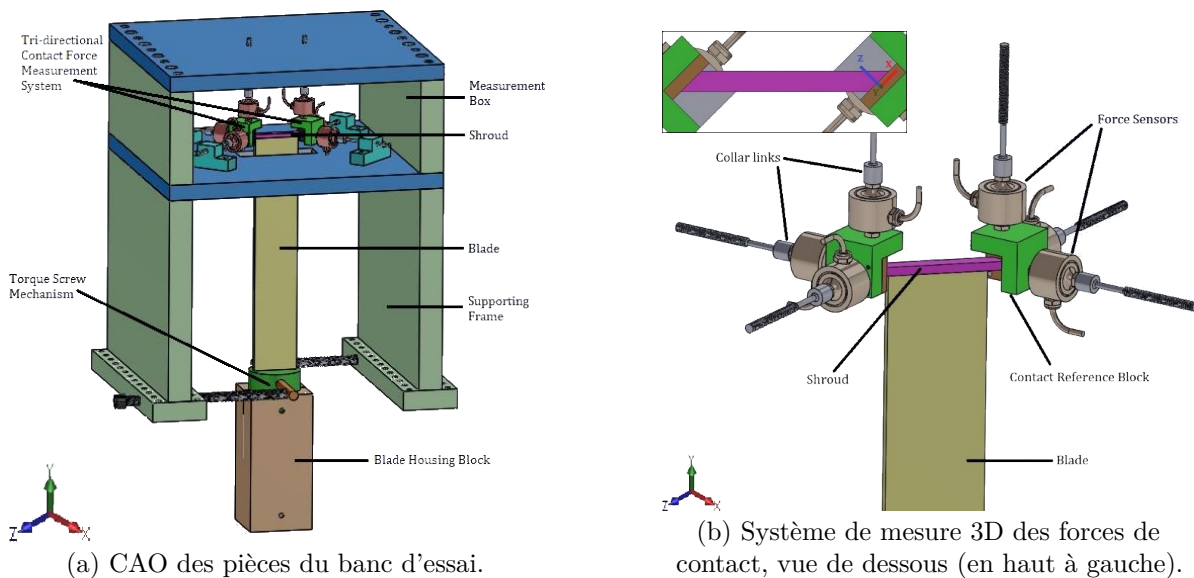 Tri-directional
Contact Force
Measurement
System
Measurement
Box
Shroud
Blade
Torque Screw
Mechanism
Supporting
Frame
Blade Housing Block
Y
Z
X
(a) CAO des pièces du banc d'essai.
z
x
Force Sensors
Collar links
Shroud
Contact Reference Block
Blade
Y
Z
X
(b) Système de mesure 3D des forces de
contact, vue de dessous (en haut à gauche).